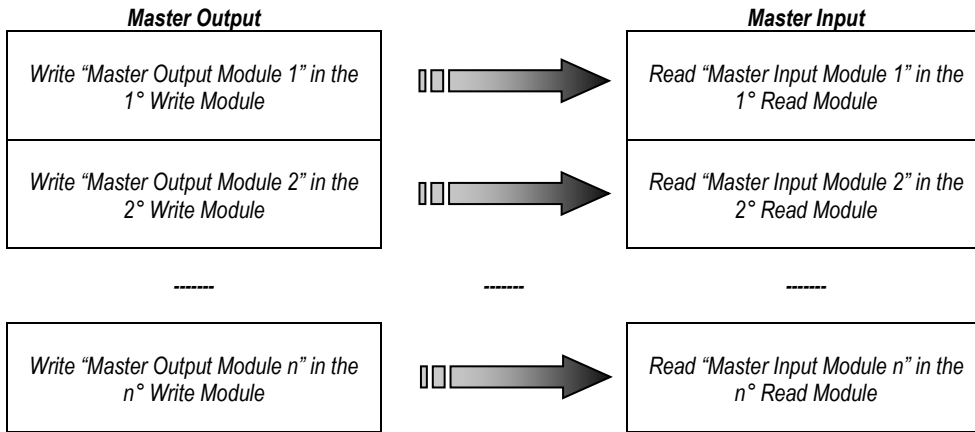 Master Output
Master Input
Write “Master Output Module 1” in the
1° Write Module
Read “Master Input Module 1” in the
1° Read Module
Write “Master Output Module 2” in the
2° Write Module
Read “Master Input Module 2” in the
2° Read Module
-------
-------
-------
Write “Master Output Module n” in the
n° Write Module
Read “Master Input Module n” in the
n° Read Module